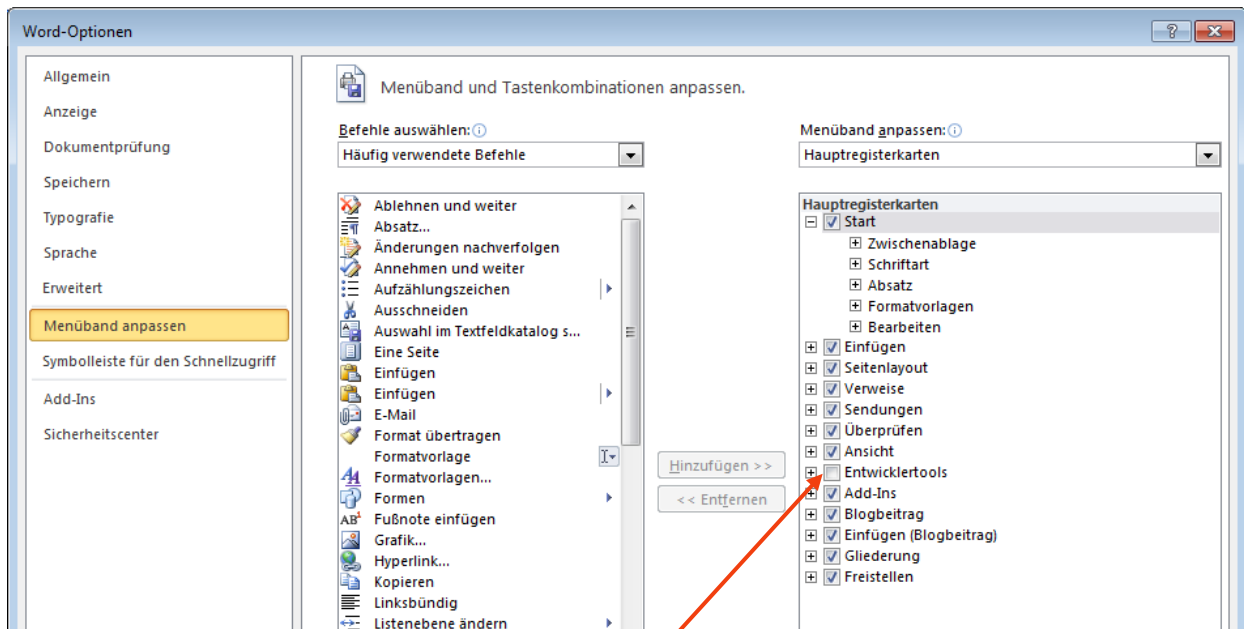 Word-Optionen
Allgemein
Anzeige
Dokumentprüfung
Speichern
Typografie
Sprache
Erweitert
Menüband anpassen
Symbolleiste für den Schnellzugriff
Add-Ins
Sicherheitscenter
Menüband und Tastenkombinationen anpassen.
Befehle auswählen:
Häufig verwendete Befehle
Ablehnen und weiter
Absatz...
Änderungen nachverfolgen
Annehmen und weiter
Aufzählungszeichen
Ausschneiden
Auswahl im Textfeldkatalog s...
Eine Seite
Einfügen
Einfügen
E-Mail
Format übertragen
Formatvorlage
Formatvorlagen...
Formen
Fußnote einfügen
Grafik...
Hyperlink...
Kopieren
Linksbündig
Listenebene ändern
Hinzufügen >>
<< Entfernen
Menüband anpassen:
Hauptregisterkarten
Hauptregisterkarten
Start
Zwischenablage
Schriftart
Absatz
Formatvorlagen
Bearbeiten
Einfügen
Seitenlayout
Verweise
Sendungen
Überprüfen
Ansicht
Entwicklertools
Add-Ins
Blogbeitrag
Einfügen (Blogbeitrag)
Gliederung
Freistellen